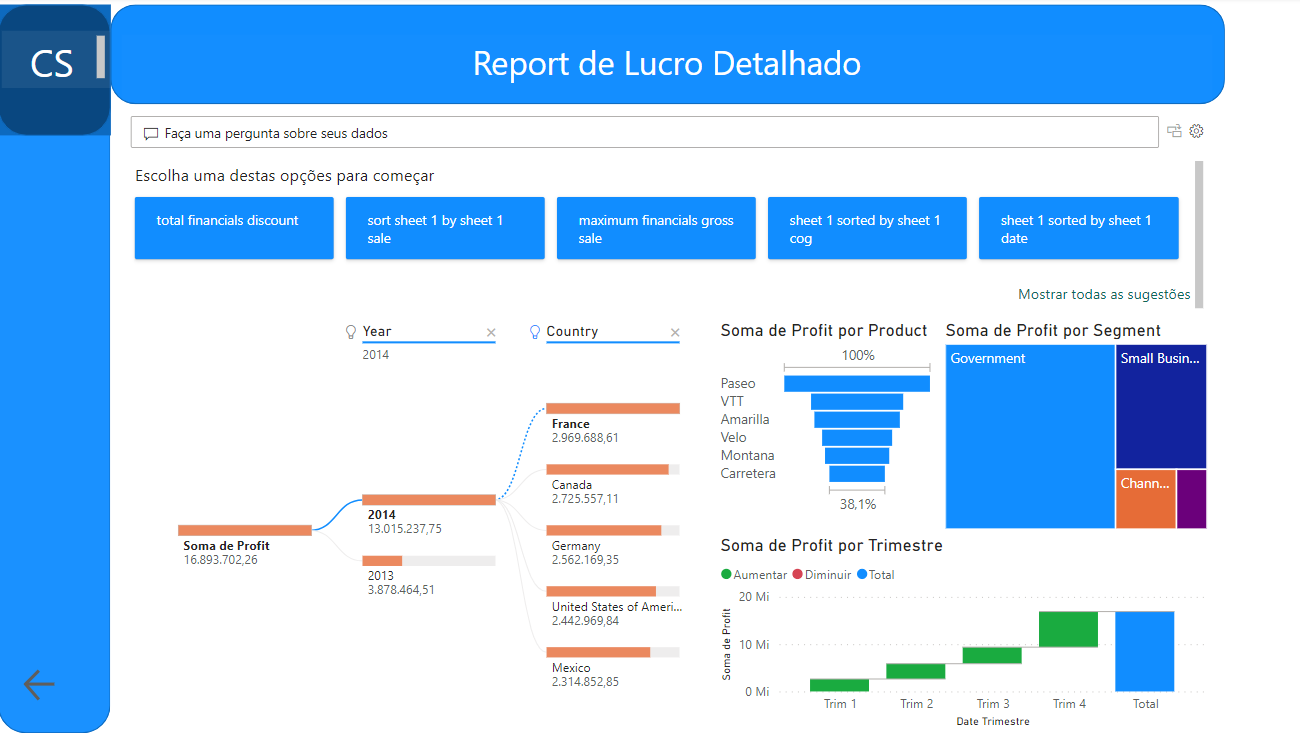 CS
Report de Lucro Detalhado
Faça uma pergunta sobre seus dados
Escolha uma destas opções para começar
total financials discount
sort sheet 1 by sheet 1
sale
maximum financials gross
sale
sheet 1 sorted by sheet 1
cog
sheet 1 sorted by sheet 1
date
Mostrar todas as sugestões
Year
2014
Country
Soma de Profit
16.893.702,26
2014
13.015.237,75
2013
3.878.464,51
France
2.969.688,61
Canada
2.725.557,11
Germany
2.562.169,35
United States of Ameri...
2.442.969,84
Mexico
2.314.852,85
Soma de Profit por Product
100%
Paseo
VTT
Amarilla
Velo
Montana
Carretera
38,1%
Soma de Profit por Segment
Government
Small Busin...
Chann...
Soma de Profit por Trimestre
Aumentar Diminuir Total
Soma de Profit
20 Mi
10 Mi
0 Mi
Trim 1 Trim 2 Trim 3 Trim 4 Total
Date Trimestre